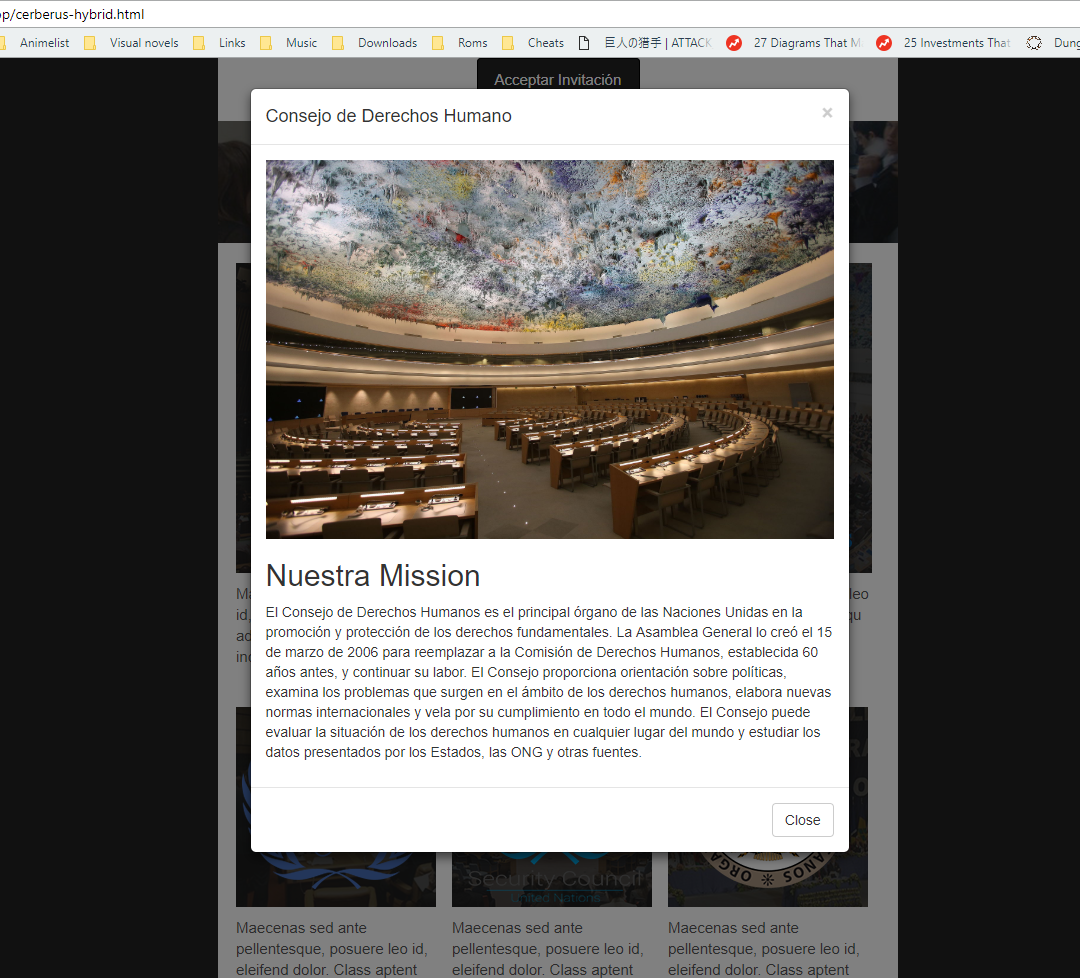 op/cerberus-hybrid.html
Animelist Visual novels Links Music Downloads Roms Cheats 巨人の猎手 | ATTACK 27 Diagrams That M 25 Investments That Dung
Acceptar Invitación
Consejo de Derechos Humano ×
Nuestra Mission
El Consejo de Derechos Humanos es el principal órgano de las Naciones Unidas en la
promoción y protección de los derechos fundamentales. La Asamblea General lo creó el 15
de marzo de 2006 para reemplazar a la Comisión de Derechos Humanos, establecida 60
años antes, y continuar su labor. El Consejo proporciona orientación sobre políticas,
examina los problemas que surgen en el ámbito de los derechos humanos, elabora nuevas
normas internacionales y vela por su cumplimiento en todo el mundo. El Consejo puede
evaluar la situación de los derechos humanos en cualquier lugar del mundo y estudiar los
datos presentados por los Estados, las ONG y otras fuentes.
Close
leo
id,
qu
Security Council
United Nations
ANOS ORGA
Maecenas sed ante
pellentesque, posuere leo id,
eleifend dolor. Class aptent
Maecenas sed ante
pellentesque, posuere leo id,
eleifend dolor. Class aptent
Maecenas sed ante
pellentesque, posuere leo id,
eleifend dolor. Class aptent